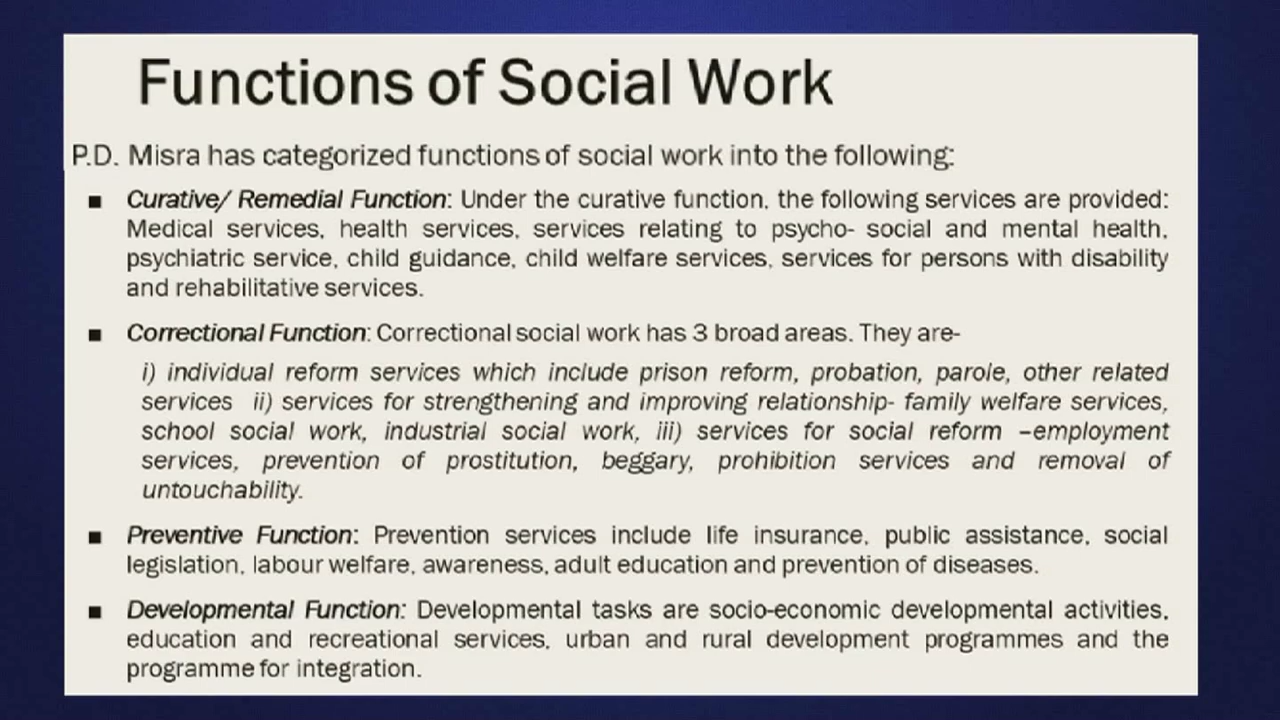 Functions of Social Work
P.D. Misra has categorized functions of social work into the following:
■ Curative/ Remedial Function: Under the curative function, the following services are provided:
Medical services, health services, services relating to psycho- social and mental health,
psychiatric service, child guidance, child welfare services, services for persons with disability
and rehabilitative services.
■ Correctional Function: Correctional social work has 3 broad areas. They are-
i) individual reform services which include prison reform, probation, parole, other related
services ii) services for strengthening and improving relationship- family welfare services,
school social work, industrial social work, iii) services for social reform –employment
services, prevention of prostitution, beggary, prohibition services and removal of
untouchability.
■ Preventive Function: Prevention services include life insurance, public assistance, social
legislation, labour welfare, awareness, adult education and prevention of diseases.
■ Developmental Function: Developmental tasks are socio-economic developmental activities,
education and recreational services, urban and rural development programmes and the
programme for integration.